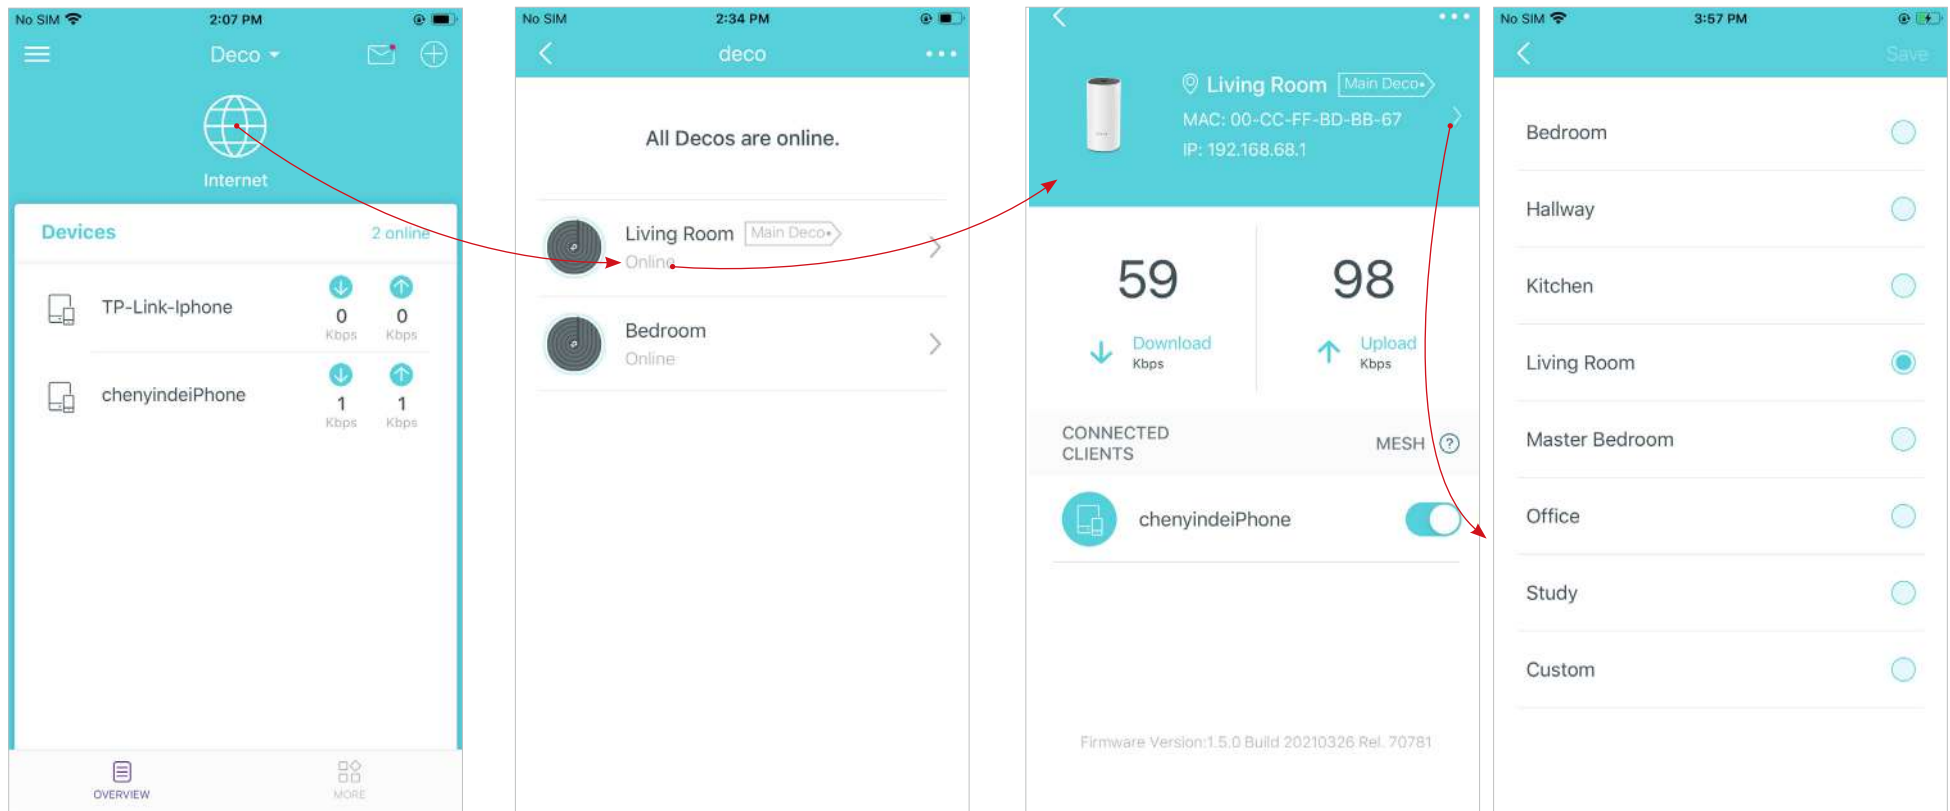 No SIM 2:07 PM
Deco
Internet
Devices 2 online
TP-Link-Iphone
0 0
Kbps Kbps
chenyindeiPhone
1 1
Kbps Kbps
OVERVIEW MORE
No SIM 2:34 PM
deco
All Decos are online.
Living Room Main Deco
Online
Bedroom
Online
Living Room Main Deco
MAC: 00-CC-FF-BD-BB-67
IP: 192.168.68.1
59 98
Download Upload
Kbps Kbps
CONNECTED
CLIENTS
MESH ?
chenyindeiPhone
Firmware Version:1.5.0 Build 20210326 Rel. 70781
No SIM 3:57 PM
Save
Bedroom
Hallway
Kitchen
Living Room
Master Bedroom
Office
Study
Custom